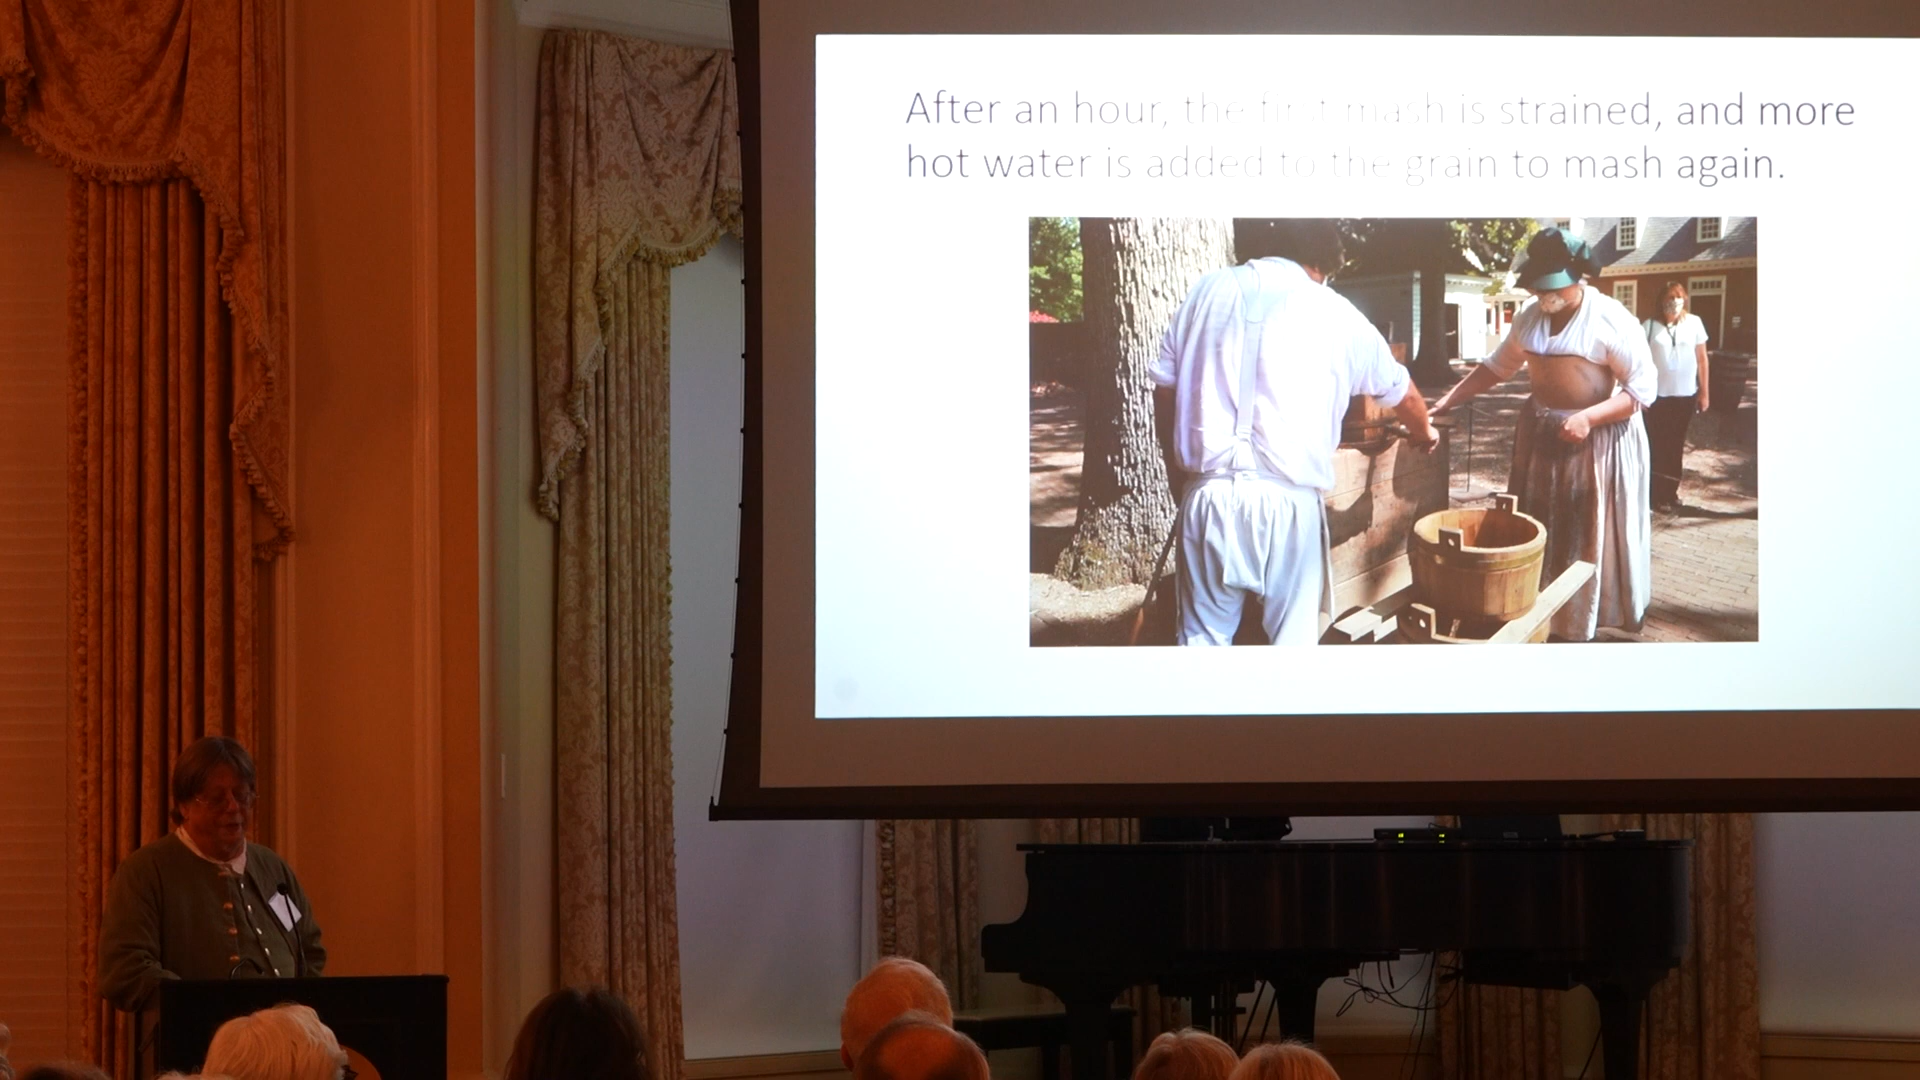 After an hour, the first mash is strained, and more
hot water is added to the grain to mash again.